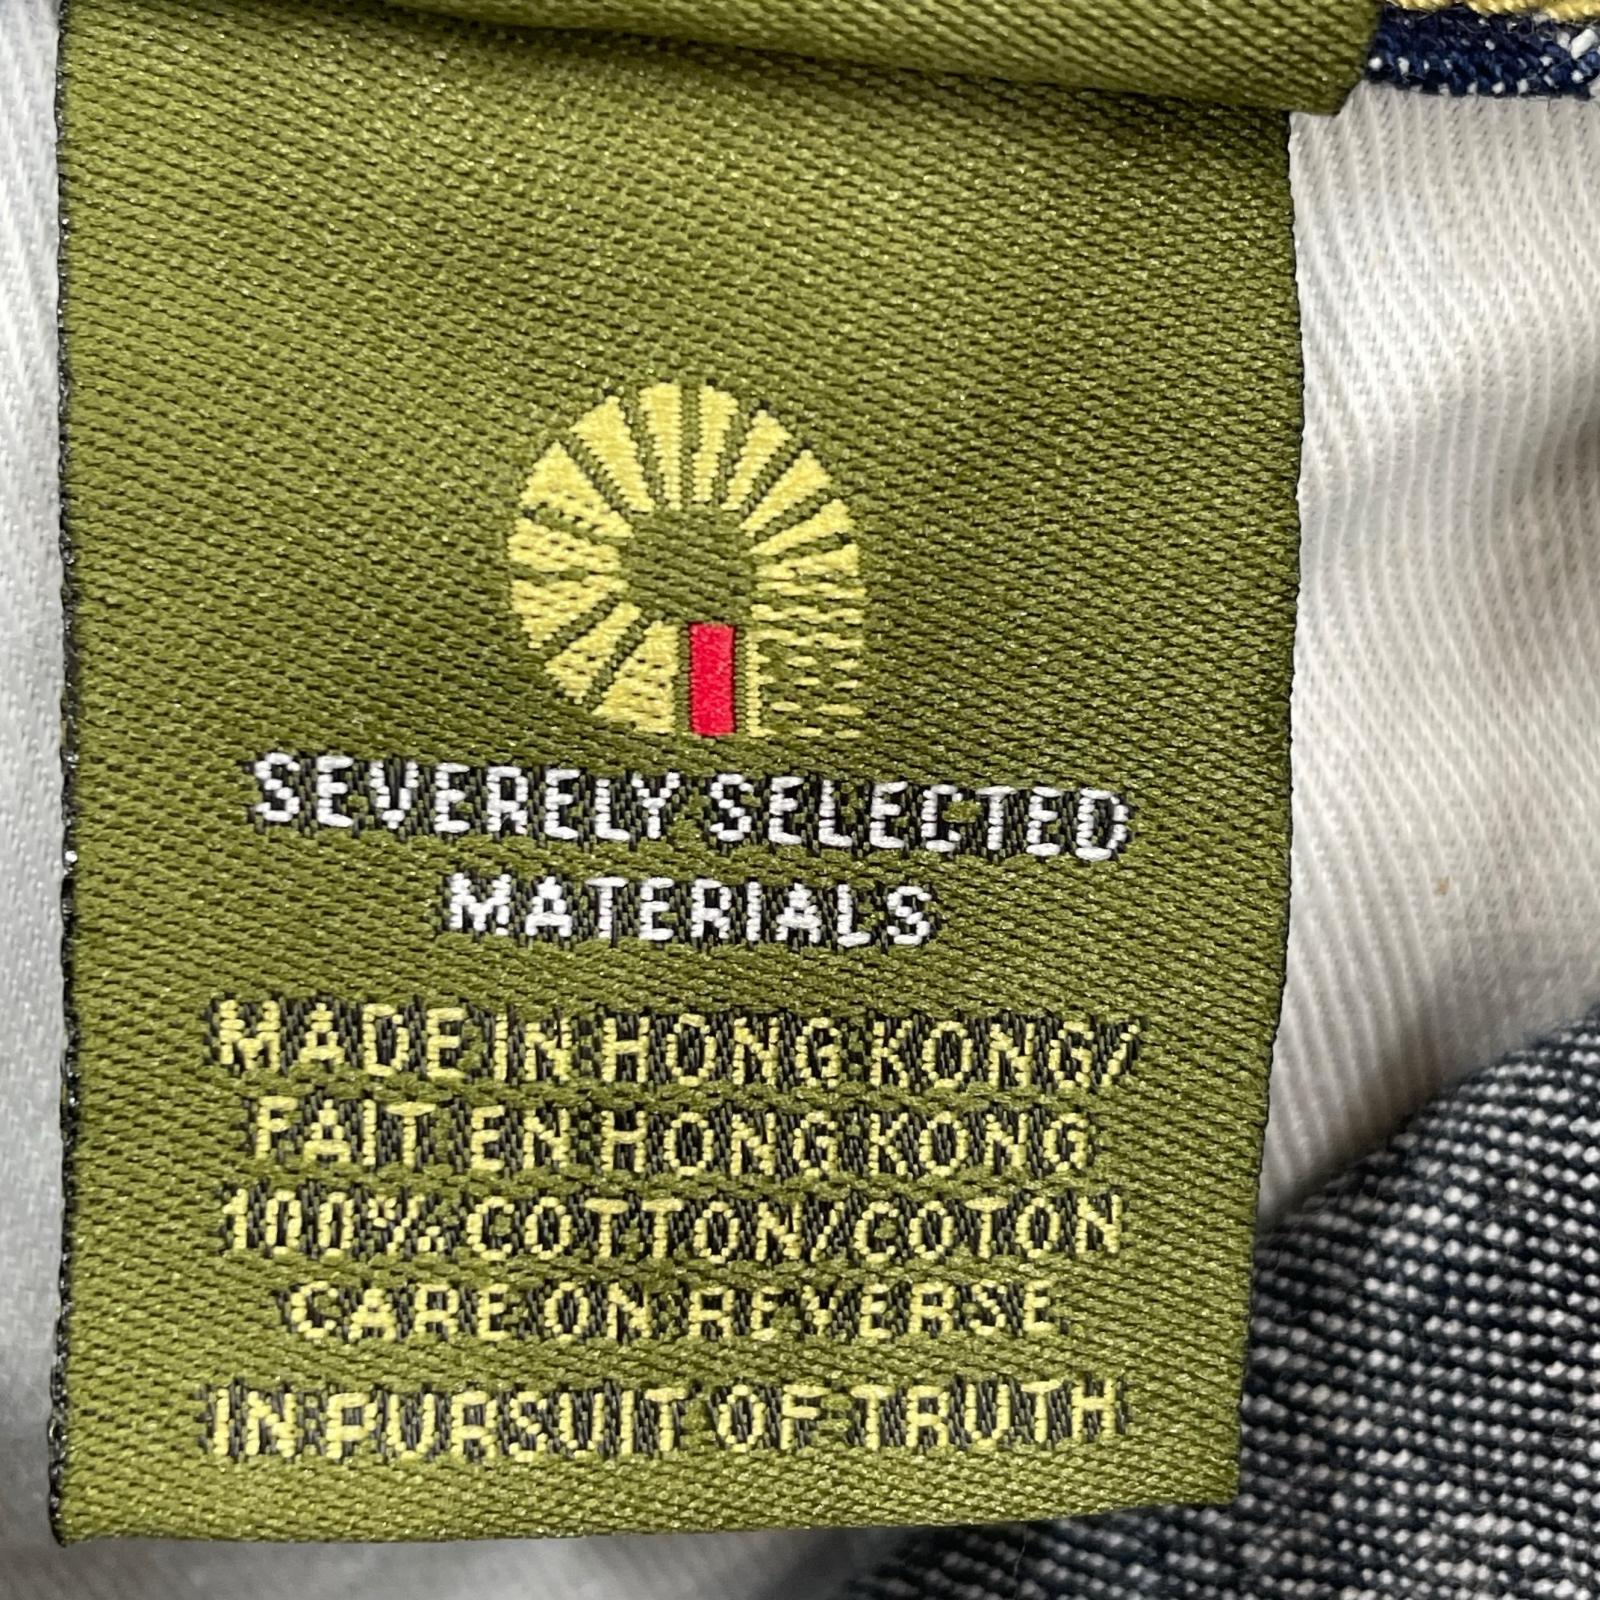 SEVERELY SELECTED
MATERIALS
MADE IN HONG KONG/
FAIT EN HONG KONG
100% COTTON/COTON
CARE ON REVERSE
IN PURSUIT OF TRUTH